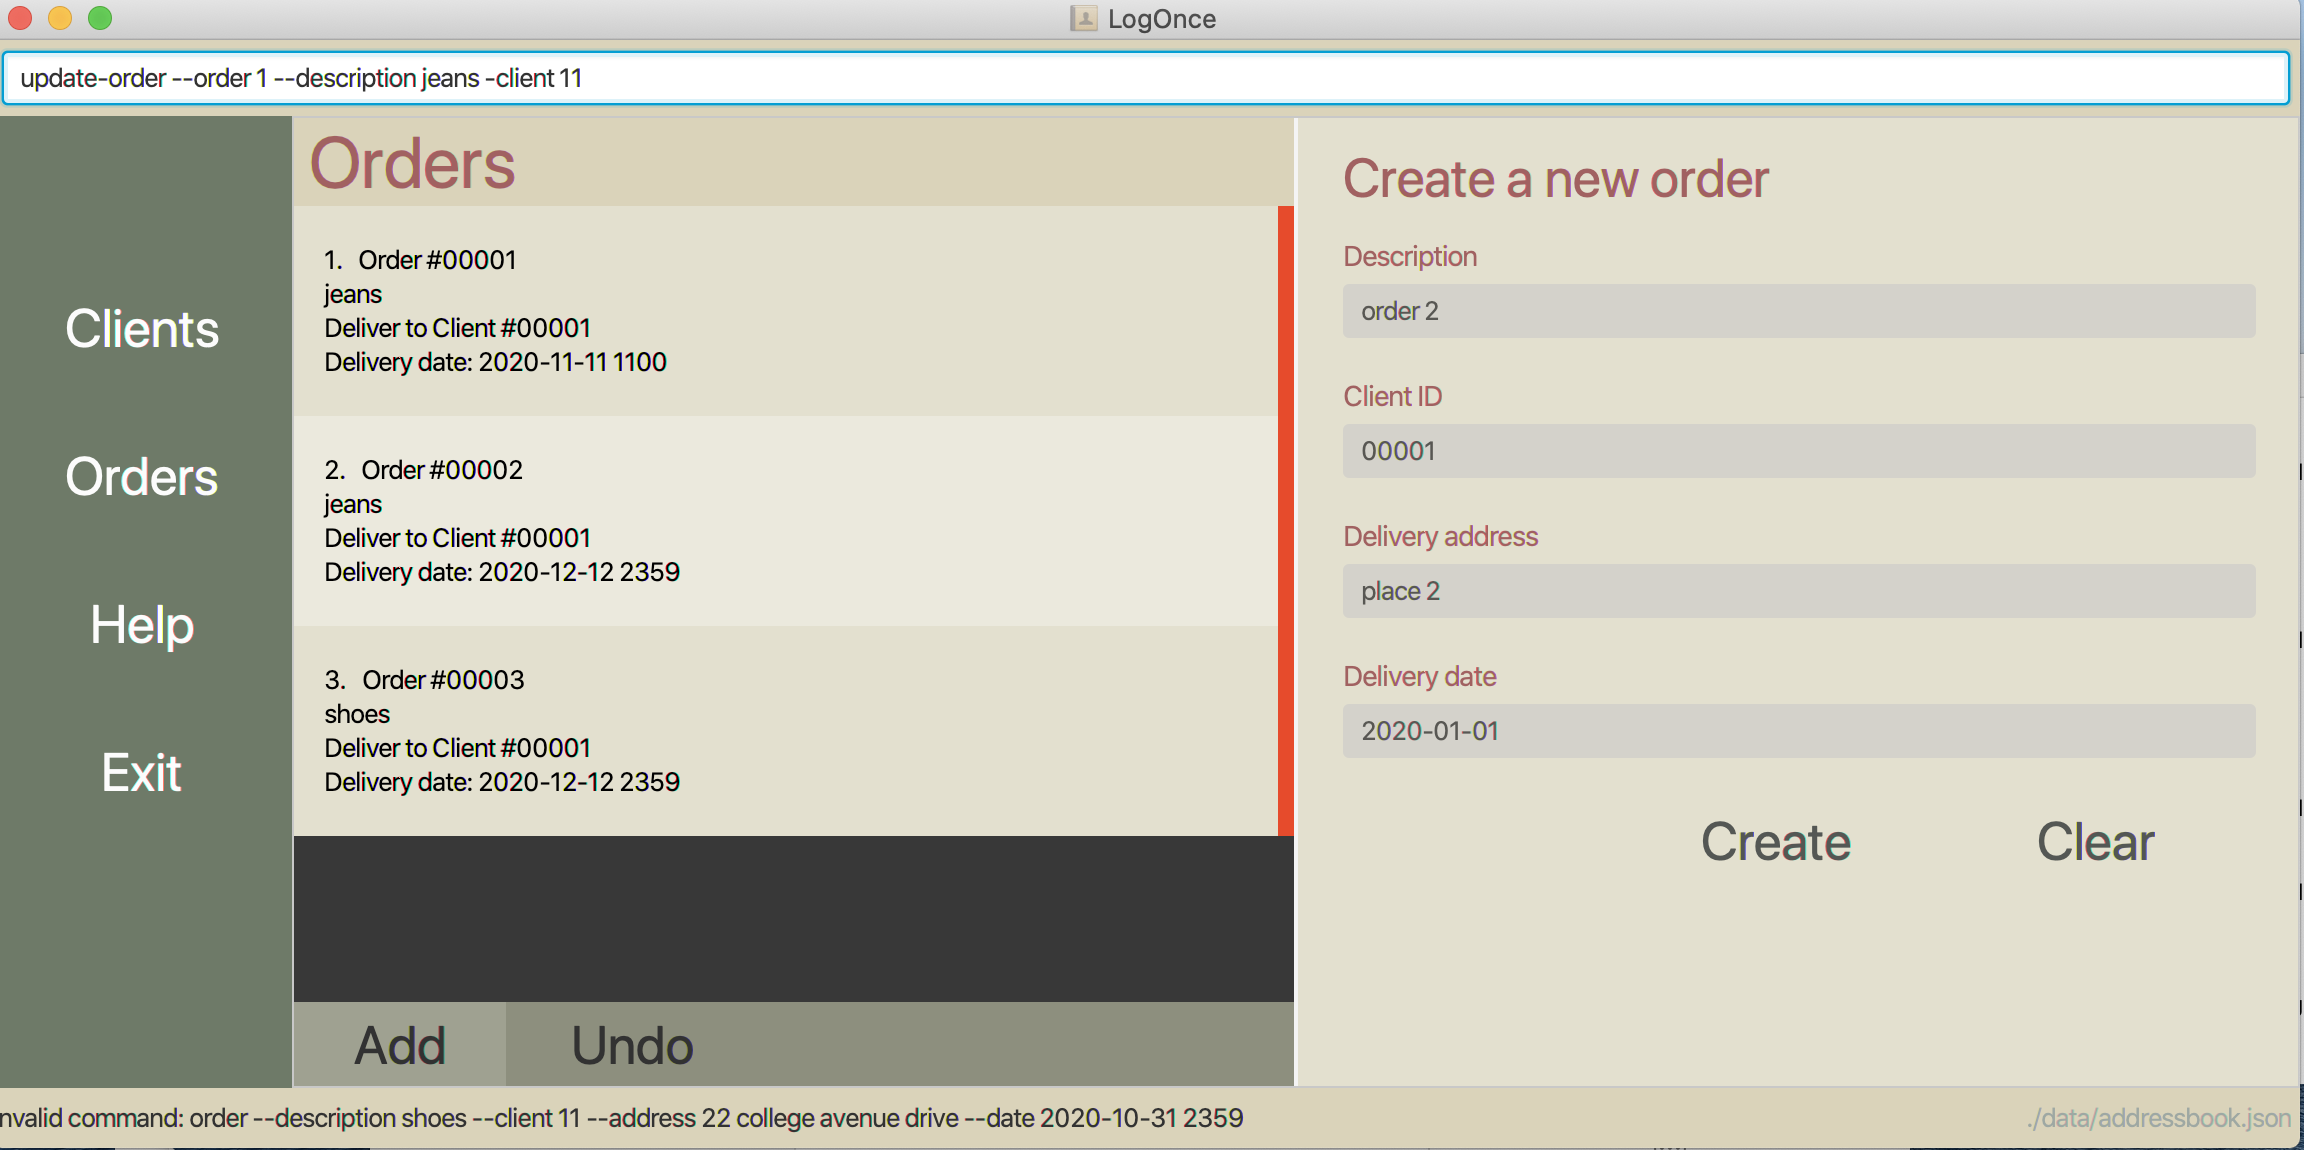 LogOnce
update-order --order 1 --description jeans -client 11
Clients
Orders
Help
Exit
Orders
1. Order #00001
jeans
Deliver to Client #00001
Delivery date: 2020-11-11 1100
2. Order #00002
jeans
Deliver to Client #00001
Delivery date: 2020-12-12 2359
3. Order #00003
shoes
Deliver to Client #00001
Delivery date: 2020-12-12 2359
Add
Undo
Create a new order
Description
order 2
Client ID
00001
Delivery address
place 2
Delivery date
2020-01-01
Create
Clear
nvalid command: order --description shoes --client 11 --address 22 college avenue drive --date 2020-10-31 2359
./data/addressbook.json